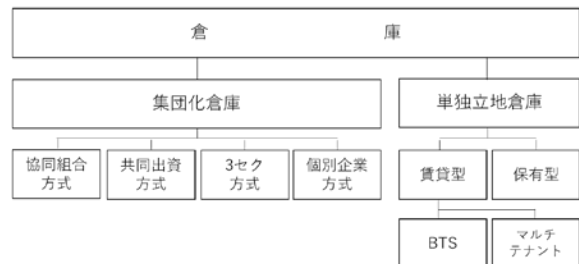 倉　庫
集団化倉庫
単独立地倉庫
協同組合
方式
共同出資
方式
3セク
方式
個別企業
方式
賃貸型
保有型
BTS
マルチ
テナント